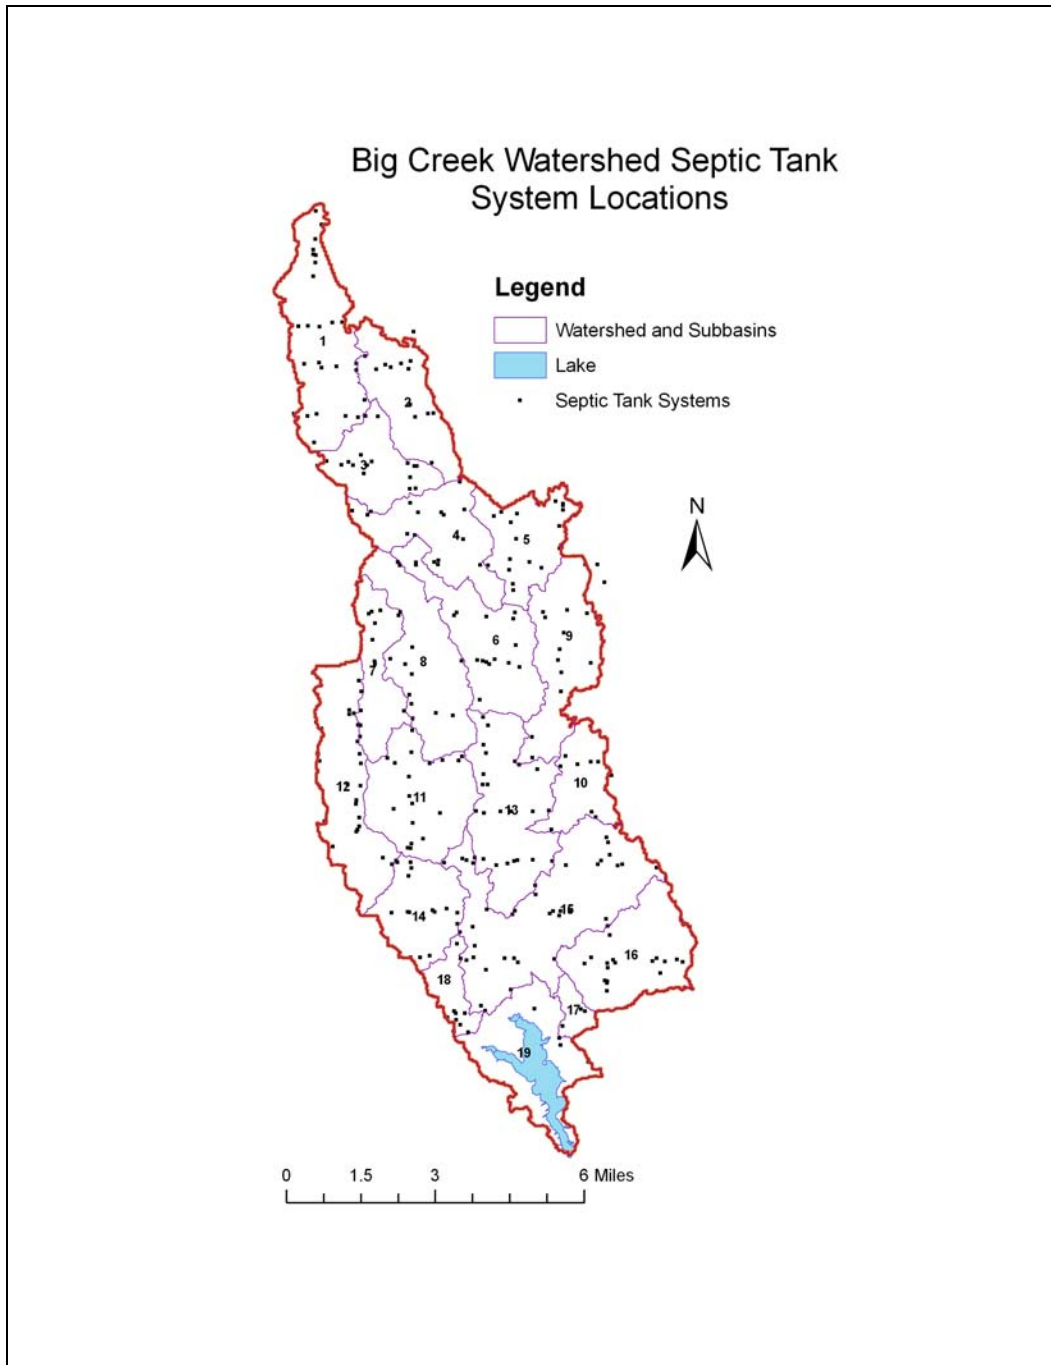 Big Creek Watershed Septic Tank
System Locations
Legend
Watershed and Subbasins
Lake
Septic Tank Systems
1
2
3
N
4
5
6
9
7
8
12
11
10
13
14
15
16
18
17
19
0 1.5 3 6 Miles